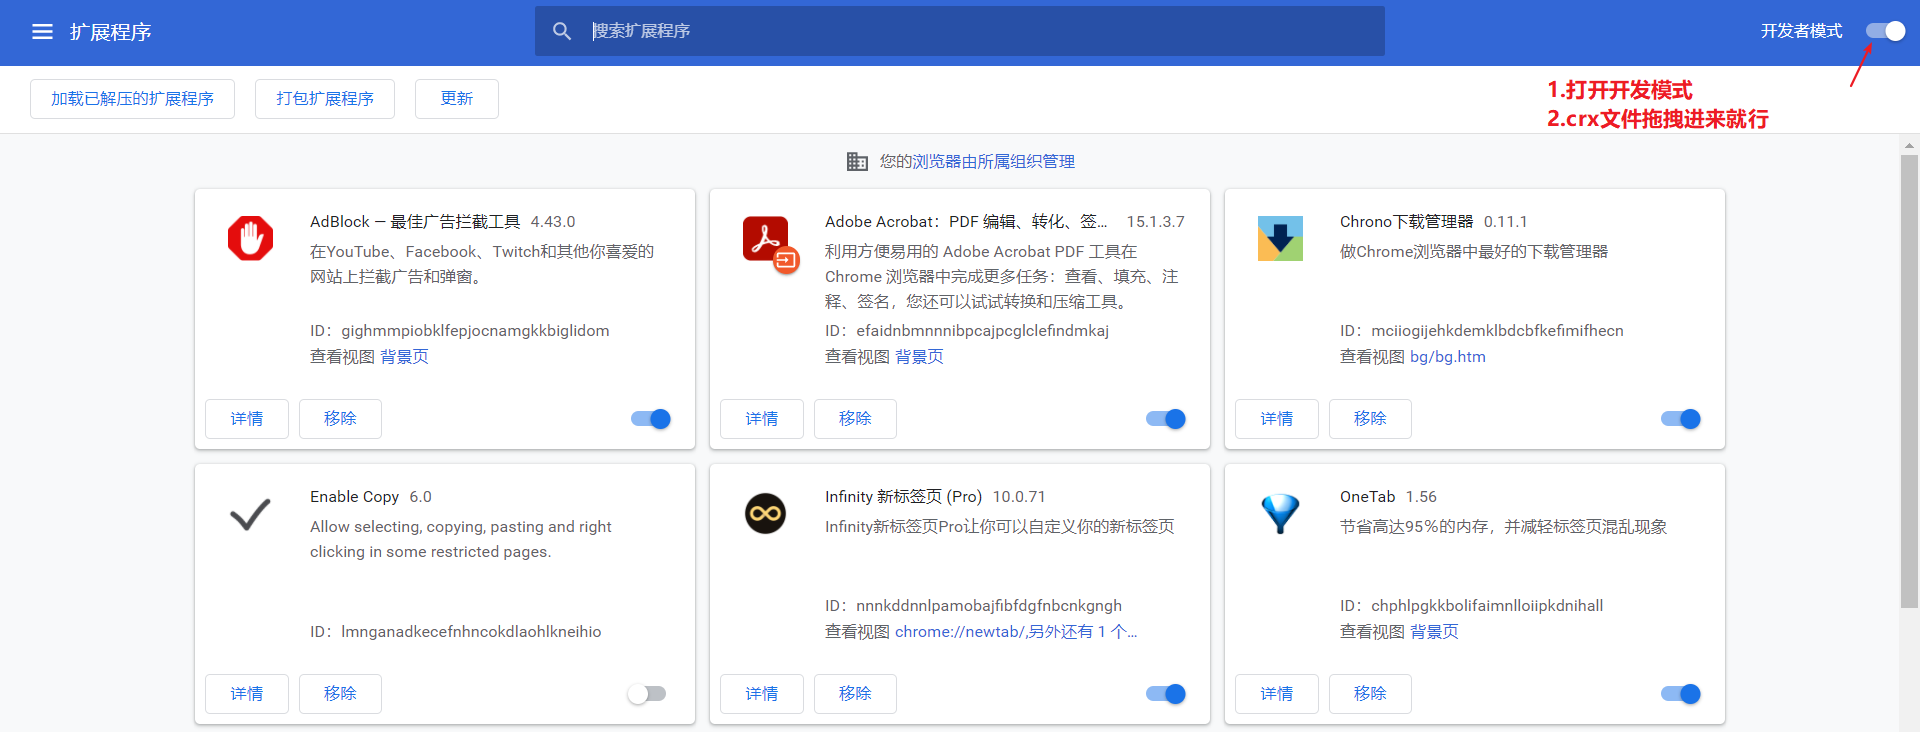 扩展程序
搜索扩展程序
开发者模式
加载已解压的扩展程序
打包扩展程序
更新
1.打开开发模式
2.crx文件拖拽进来就行
您的浏览器由所属组织管理
AdBlock — 最佳广告拦截工具 4.43.0
在YouTube、Facebook、Twitch和其他你喜爱的
网站上拦截广告和弹窗。
ID：gighmmpiobklfepjocnamgkkbiglidom
查看视图 背景页
详情
移除
Adobe Acrobat：PDF 编辑、转化、签... 15.1.3.7
利用方便易用的 Adobe Acrobat PDF 工具在
Chrome 浏览器中完成更多任务：查看、填充、注
释、签名，您还可以试试转换和压缩工具。
ID：efaidnbmnnnibpcajpcglclefindmkaj
查看视图 背景页
详情
移除
Chrono下载管理器 0.11.1
做Chrome浏览器中最好的下载管理器
ID：mciiogijehkdemklbdcbfkefimifhecn
查看视图 bg/bg.htm
详情
移除
Enable Copy 6.0
Allow selecting, copying, pasting and right
clicking in some restricted pages.
ID：lmnganadkecefnhncokdlaohlkneihio
详情
移除
Infinity 新标签页 (Pro) 10.0.71
Infinity新标签页Pro让你可以自定义你的新标签页
ID：nnnkddnnlpamobajfibfdgfnbcnkgngh
查看视图 chrome://newtab/,另外还有 1 个...
详情
移除
OneTab 1.56
节省高达95％的内存，并减轻标签页混乱现象
ID：chphlpgkkbolifaimnlloiipkdnihall
查看视图 背景页
详情
移除